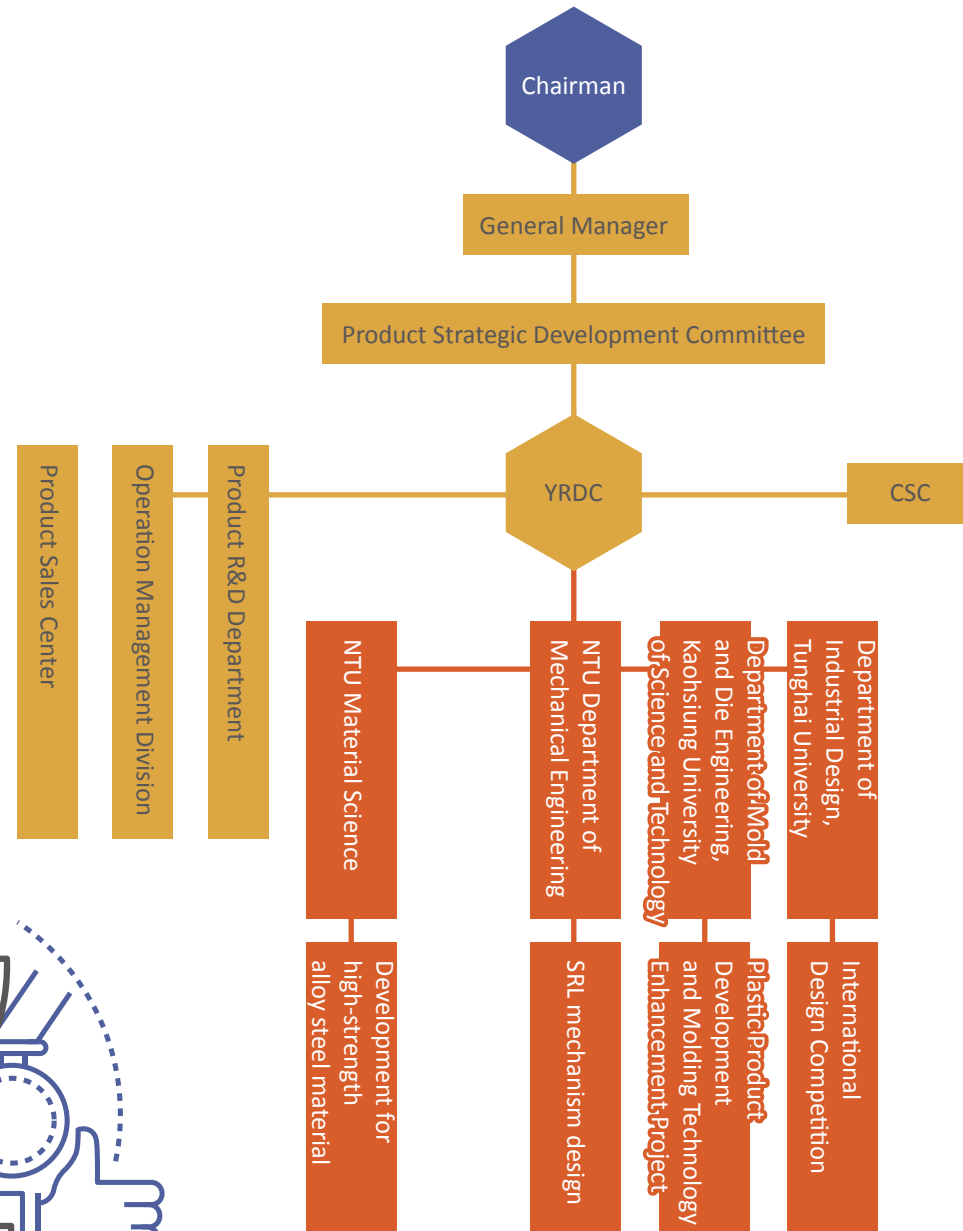 Chairman
General Manager
Product Strategic Development Committee
YRDC
CSC
Product Sales Center
Operation Management Division
Product R&D Department
NTU Material Science
NTU Department of
Mechanical Engineering
Department of Mold
and Die Engineering,
Kaohsiung University
of Science and Technology
Department of
Industrial Design,
Tunghai University
Development for
high-strength
alloy steel material
SRL mechanism design
Plastic Product
Development
and Molding Technology
Enhancement Project
International
Design Competition